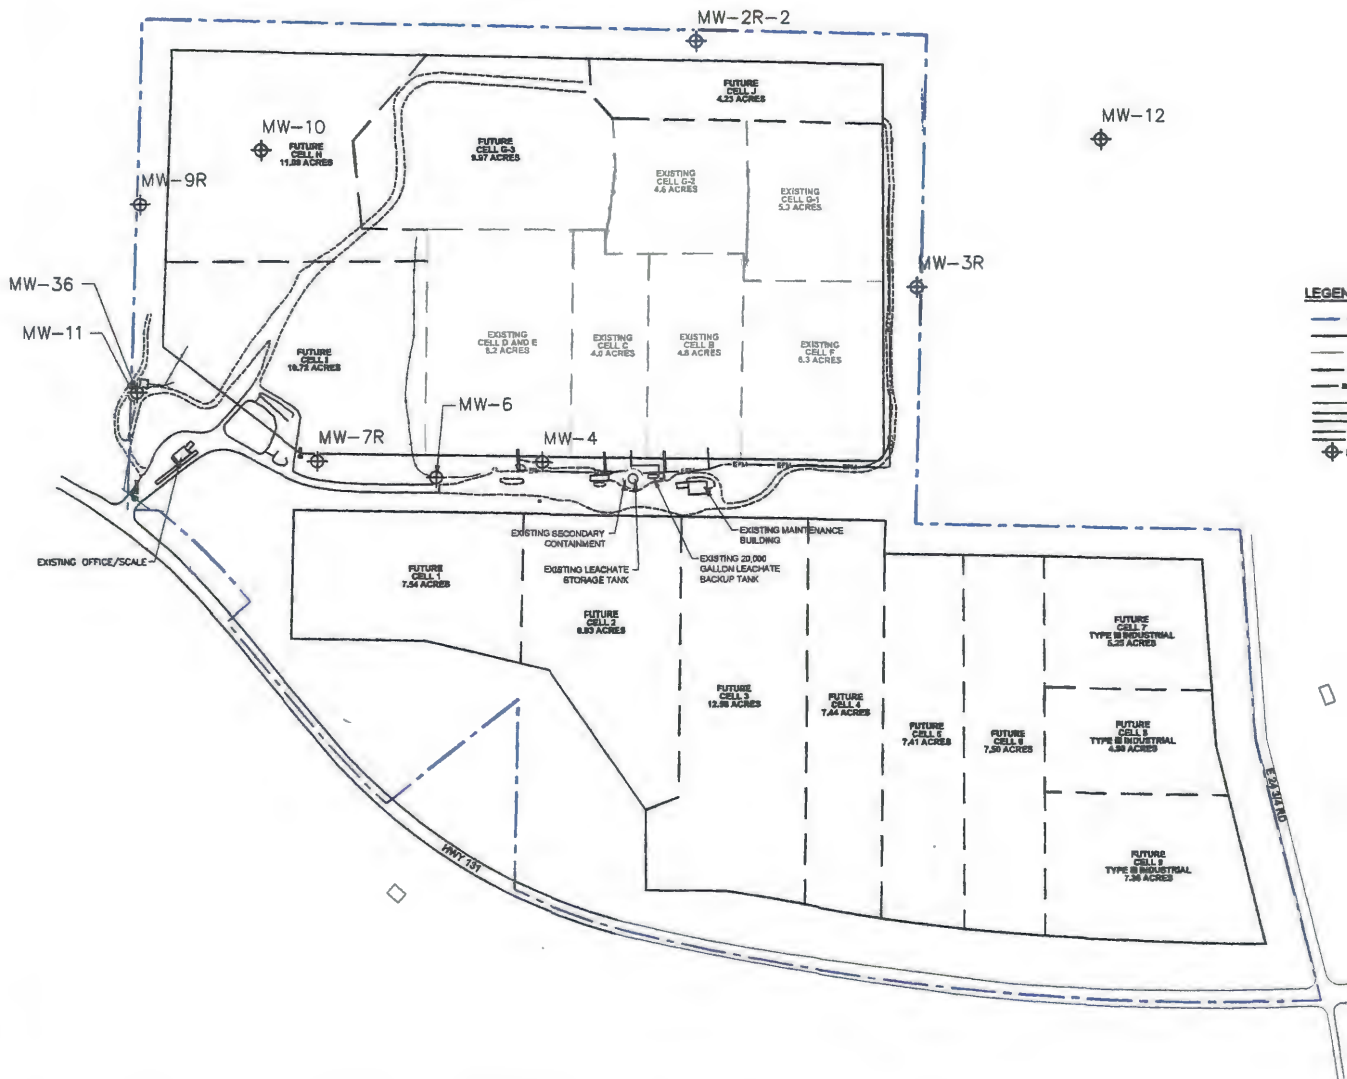 MW-2R-2
FUTURE
CELL J
4.23 ACRES
MW-12
MW-10
FUTURE
CELL H
FUTURE
CELL G-3
9.97 ACRES
EXISTING
CELL G-2
4.6 ACRES
EXISTING
CELL G-1
5.3 ACRES
MW-9R
MW-3R
MW-36
MW-11
LEGEN
EXISTING
CELL D AND E
EXISTING
CELL C
4.0 ACRES
EXISTING
CELL B
EXISTING
CELL F
FUTURE
CELL I
MW-6
MW-7R
MW-4
EXISTING OFFICE/SCALE
EXISTING SECONDARY
CONTAINMENT
EXISTING MAINTENANCE
BUILDING
EXISTING LEACHATE
STORAGE TANK
EXISTING 20,000
GALLON LEACHATE
BACKUP TANK
FUTURE
CELL 1
7.54 ACRES
FUTURE
CELL 2
FUTURE
CELL 3
FUTURE
CELL 4
7.44 ACRES
FUTURE
CELL 5
7.41 ACRES
FUTURE
CELL 6
7.50 ACRES
FUTURE
CELL 7
TYPE III INDUSTRIAL
5.25 ACRES
FUTURE
CELL 8
TYPE III INDUSTRIAL
FUTURE
CELL 9
TYPE III INDUSTRIAL
E 24 3/4 RD
HWY 131